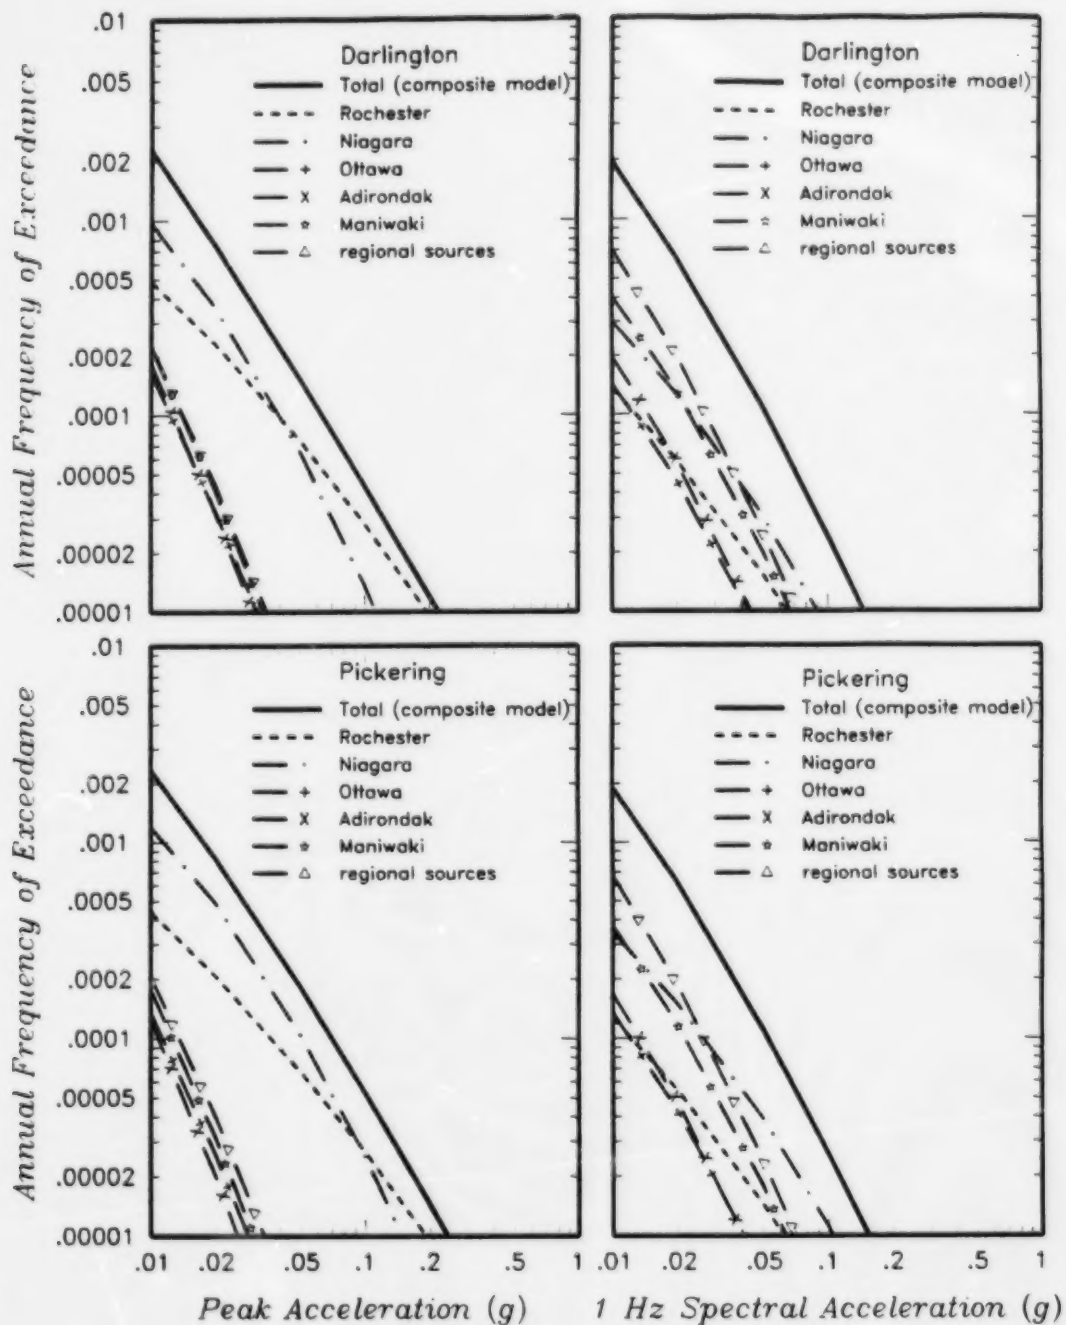 Darlington
Total (composite model)
Rochester
Niagara
Ottawa
Adirondak
Maniwaki
regional sources
.01
.005
.002
.001
.0005
.0002
.0001
.00005
.00002
.00001
Annual Frequency of Exceedance
Darlington
Total (composite model)
Rochester
Niagara
Ottawa
Adirondak
Maniwaki
regional sources
Pickering
Total (composite model)
Rochester
Niagara
Ottawa
Adirondak
Maniwaki
regional sources
.01
.005
.002
.001
.0005
.0002
.0001
.00005
.00002
.00001
Annual Frequency of Exceedance
.01 .02 .05 .1 .2 .5 1
Peak Acceleration (g)
Pickering
Total (composite model)
Rochester
Niagara
Ottawa
Adirondak
Maniwaki
regional sources
.01 .02 .05 .1 .2 .5 1
1 Hz Spectral Acceleration (g)